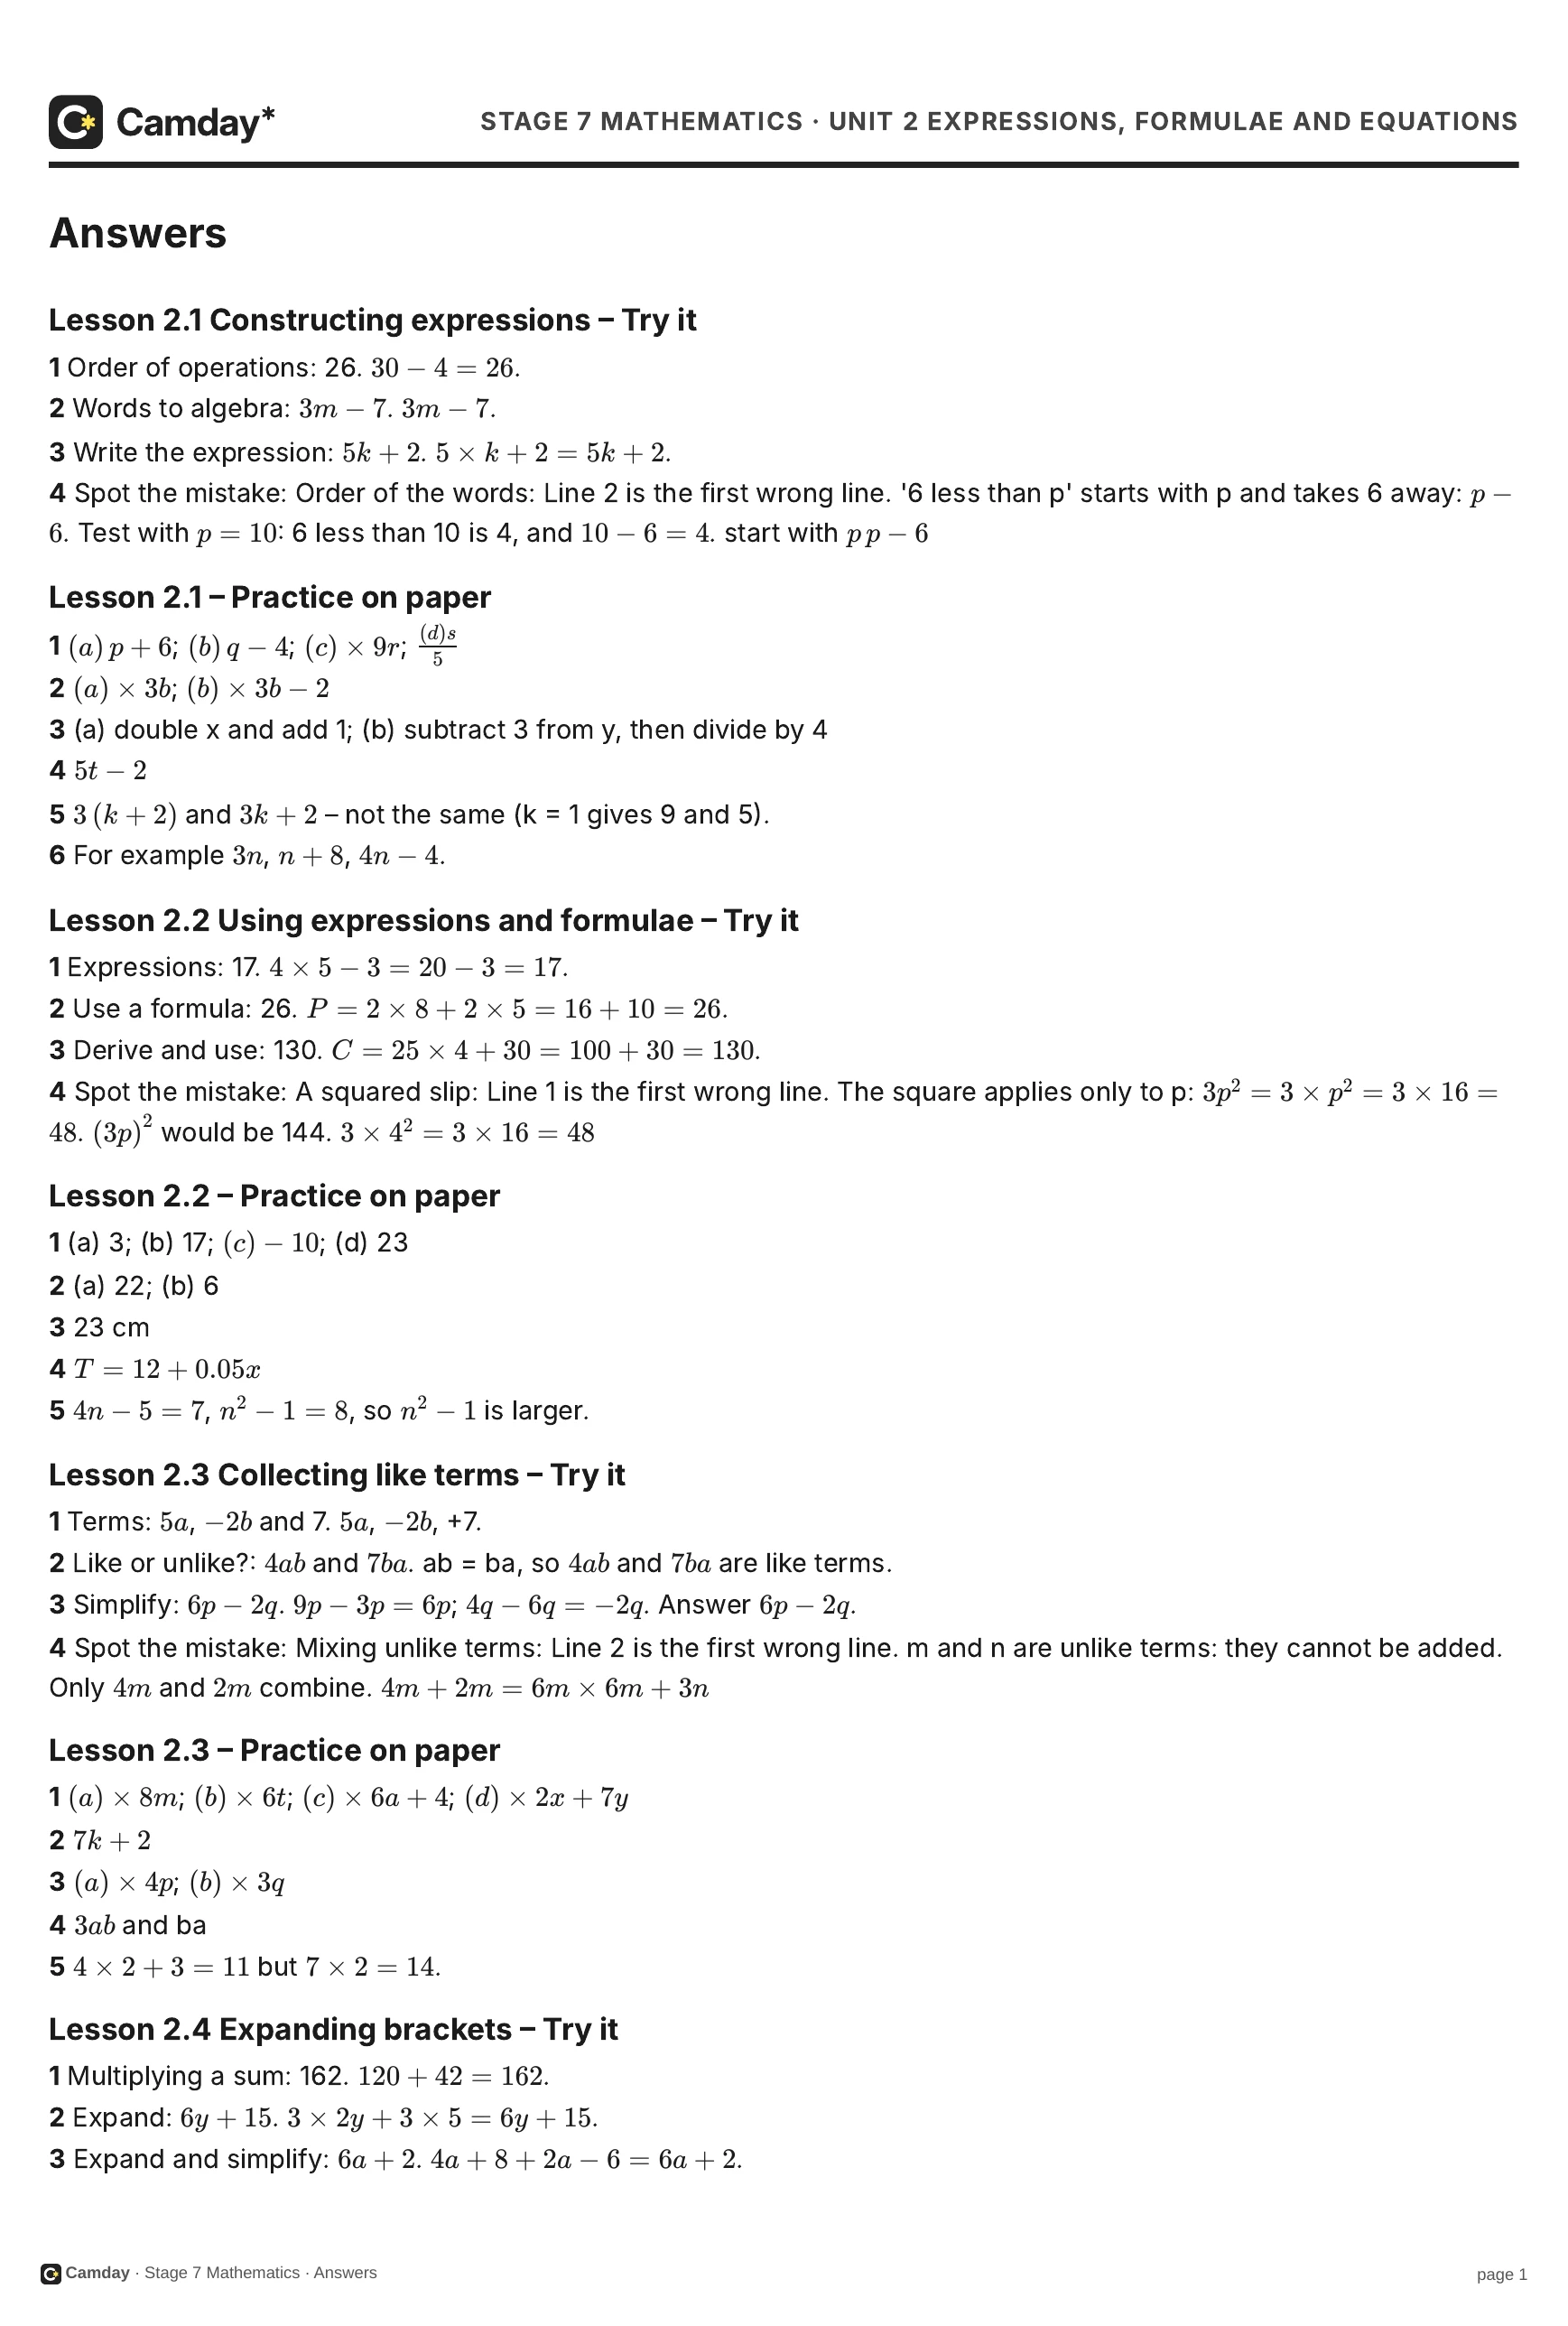 Camday*
STAGE 7 MATHEMATICS · UNIT 2 EXPRESSIONS, FORMULAE AND EQUATIONS
Answers
Lesson 2.1 Constructing expressions – Try it
1 Order of operations: 26. 30 − 4 = 26.
2 Words to algebra: 3m − 7. 3m − 7.
3 Write the expression: 5k + 2. 5 × k + 2 = 5k + 2.
4 Spot the mistake: Order of the words: Line 2 is the first wrong line. '6 less than p' starts with p and takes 6 away: p −
6. Test with p = 10: 6 less than 10 is 4, and 10 − 6 = 4. start with p p − 6
Lesson 2.1 – Practice on paper
1 (a) p + 6; (b) q − 4; (c) × 9r; (d)s/5
2 (a) × 3b; (b) × 3b − 2
3 (a) double x and add 1; (b) subtract 3 from y, then divide by 4
4 5t − 2
5 3 (k + 2) and 3k + 2 – not the same (k = 1 gives 9 and 5).
6 For example 3n, n + 8, 4n − 4.
Lesson 2.2 Using expressions and formulae – Try it
1 Expressions: 17. 4 × 5 − 3 = 20 − 3 = 17.
2 Use a formula: 26. P = 2 × 8 + 2 × 5 = 16 + 10 = 26.
3 Derive and use: 130. C = 25 × 4 + 30 = 100 + 30 = 130.
4 Spot the mistake: A squared slip: Line 1 is the first wrong line. The square applies only to p: 3p² = 3 × p² = 3 × 16 =
48. (3p)² would be 144. 3 × 4² = 3 × 16 = 48
Lesson 2.2 – Practice on paper
1 (a) 3; (b) 17; (c) − 10; (d) 23
2 (a) 22; (b) 6
3 23 cm
4 T = 12 + 0.05x
5 4n − 5 = 7, n² − 1 = 8, so n² − 1 is larger.
Lesson 2.3 Collecting like terms – Try it
1 Terms: 5a, −2b and 7. 5a, −2b, +7.
2 Like or unlike?: 4ab and 7ba. ab = ba, so 4ab and 7ba are like terms.
3 Simplify: 6p − 2q. 9p − 3p = 6p; 4q − 6q = −2q. Answer 6p − 2q.
4 Spot the mistake: Mixing unlike terms: Line 2 is the first wrong line. m and n are unlike terms: they cannot be added.
Only 4m and 2m combine. 4m + 2m = 6m × 6m + 3n
Lesson 2.3 – Practice on paper
1 (a) × 8m; (b) × 6t; (c) × 6a + 4; (d) × 2x + 7y
2 7k + 2
3 (a) × 4p; (b) × 3q
4 3ab and ba
5 4 × 2 + 3 = 11 but 7 × 2 = 14.
Lesson 2.4 Expanding brackets – Try it
1 Multiplying a sum: 162. 120 + 42 = 162.
2 Expand: 6y + 15. 3 × 2y + 3 × 5 = 6y + 15.
3 Expand and simplify: 6a + 2. 4a + 8 + 2a − 6 = 6a + 2.
Camday · Stage 7 Mathematics · Answers
page 1